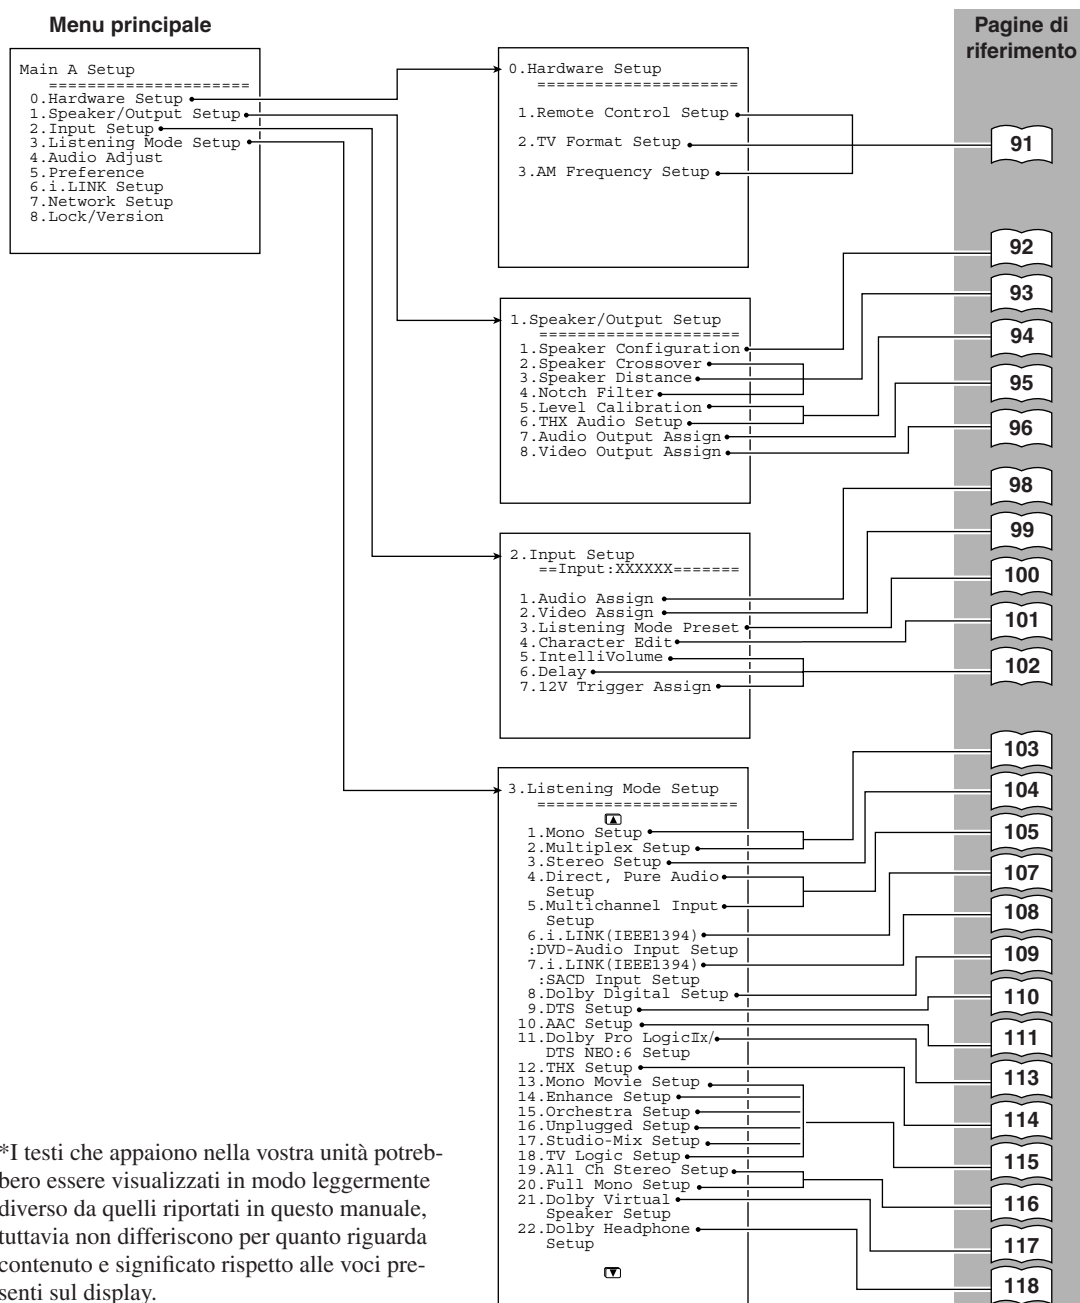 Menu principale
Pagine di
riferimento
Main A Setup
=====================
0.Hardware Setup
1.Speaker/Output Setup
2.Input Setup
3.Listening Mode Setup
4.Audio Adjust
5.Preference
6.i.LINK Setup
7.Network Setup
8.Lock/Version
0.Hardware Setup
=====================
1.Remote Control Setup
2.TV Format Setup
3.AM Frequency Setup
91
1.Speaker/Output Setup
=====================
1.Speaker Configuration
2.Speaker Crossover
3.Speaker Distance
4.Notch Filter
5.Level Calibration
6.THX Audio Setup
7.Audio Output Assign
8.Video Output Assign
92
93
94
95
96
2.Input Setup
==Input:XXXXXX=======
1.Audio Assign
2.Video Assign
3.Listening Mode Preset
4.Character Edit
5.IntelliVolume
6.Delay
7.12V Trigger Assign
98
99
100
101
102
3.Listening Mode Setup
=====================
1.Mono Setup
2.Multiplex Setup
3.Stereo Setup
4.Direct, Pure Audio
Setup
5.Multichannel Input
Setup
6.i.LINK(IEEE1394)
:DVD-Audio Input Setup
7.i.LINK(IEEE1394)
:SACD Input Setup
8.Dolby Digital Setup
9.DTS Setup
10.AAC Setup
11.Dolby Pro LogicⅡx/
DTS NEO:6 Setup
12.THX Setup
13.Mono Movie Setup
14.Enhance Setup
15.Orchestra Setup
16.Unplugged Setup
17.Studio-Mix Setup
18.TV Logic Setup
19.All Ch Stereo Setup
20.Full Mono Setup
21.Dolby Virtual
Speaker Setup
22.Dolby Headphone
Setup
103
104
105
107
108
109
110
111
113
114
115
116
117
118
*I testi che appaiono nella vostra unità potreb-
bero essere visualizzati in modo leggermente
diverso da quelli riportati in questo manuale,
tuttavia non differiscono per quanto riguarda
contenuto e significato rispetto alle voci pre-
senti sul display.